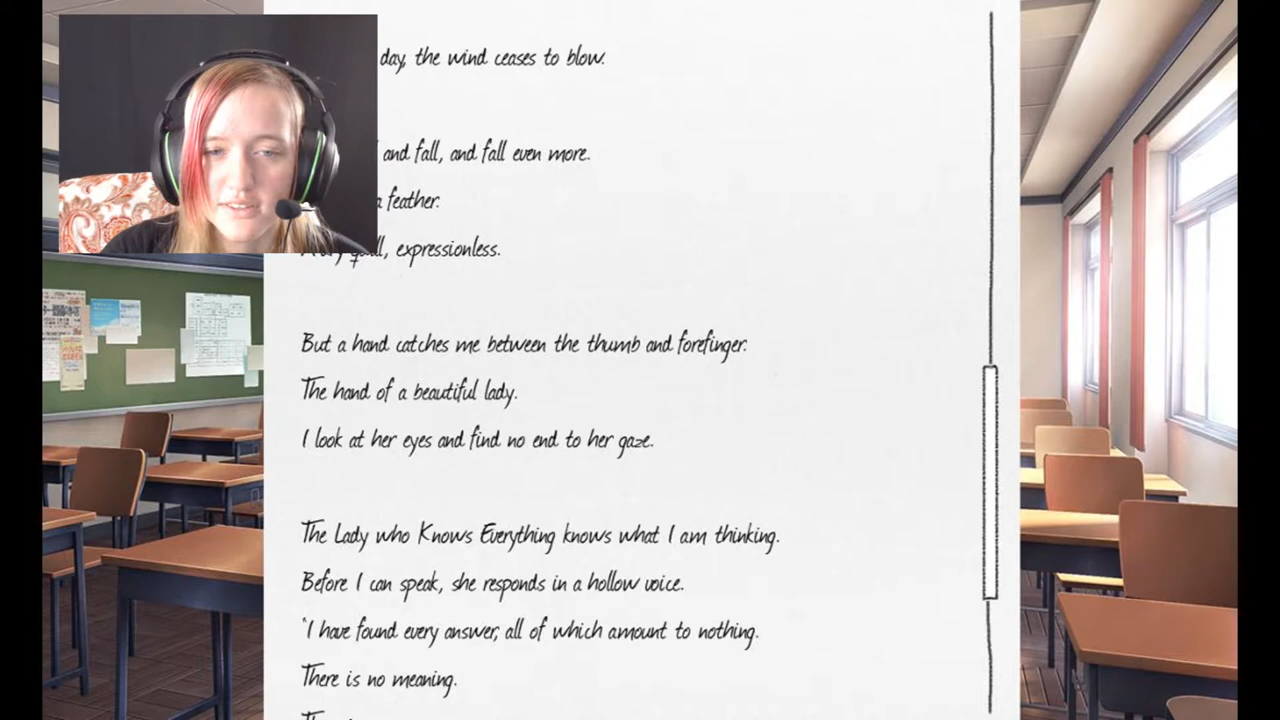 day, the wind ceases to blow.
and fall, and fall even more.
a feather.
expressionless.
But a hand catches me between the thumb and forefinger.
The hand of a beautiful lady.
I look at her eyes and find no end to her gaze.
The Lady who Knows Everything knows what I am thinking.
Before I can speak, she responds in a hollow voice.
"I have found every answer, all of which amount to nothing.
There is no meaning.